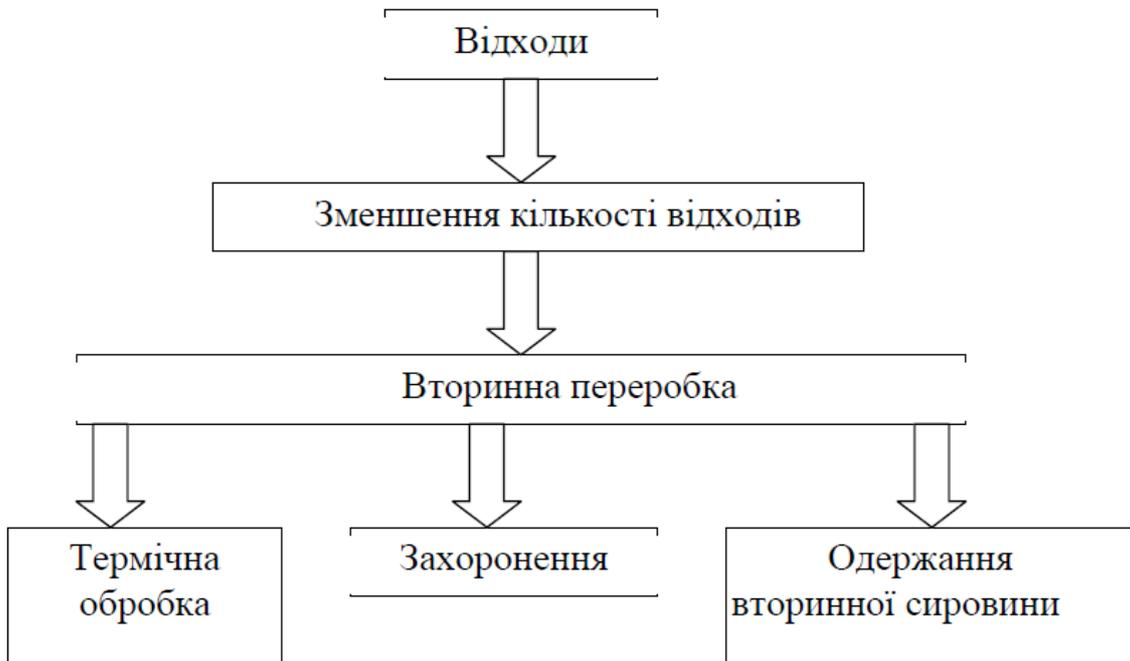 Відходи
Зменшення кількості відходів
Вторинна переробка
Термічна
обробка
Захоронення
Одержання
вторинної сировини